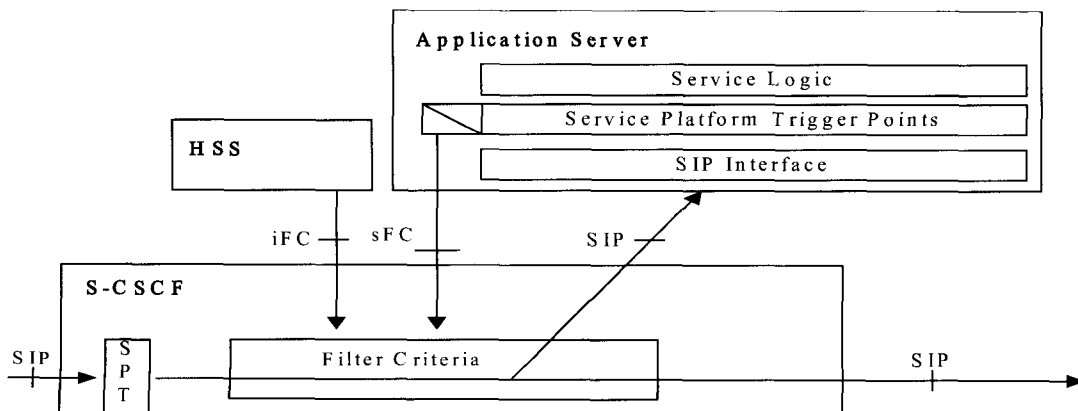 Application Server
Service Logic
Service Platform Trigger Points
HSS
SIP Interface
iFC
sFC
SIP
S-CSCF
SIP
S
P
T
Filter Criteria
SIP